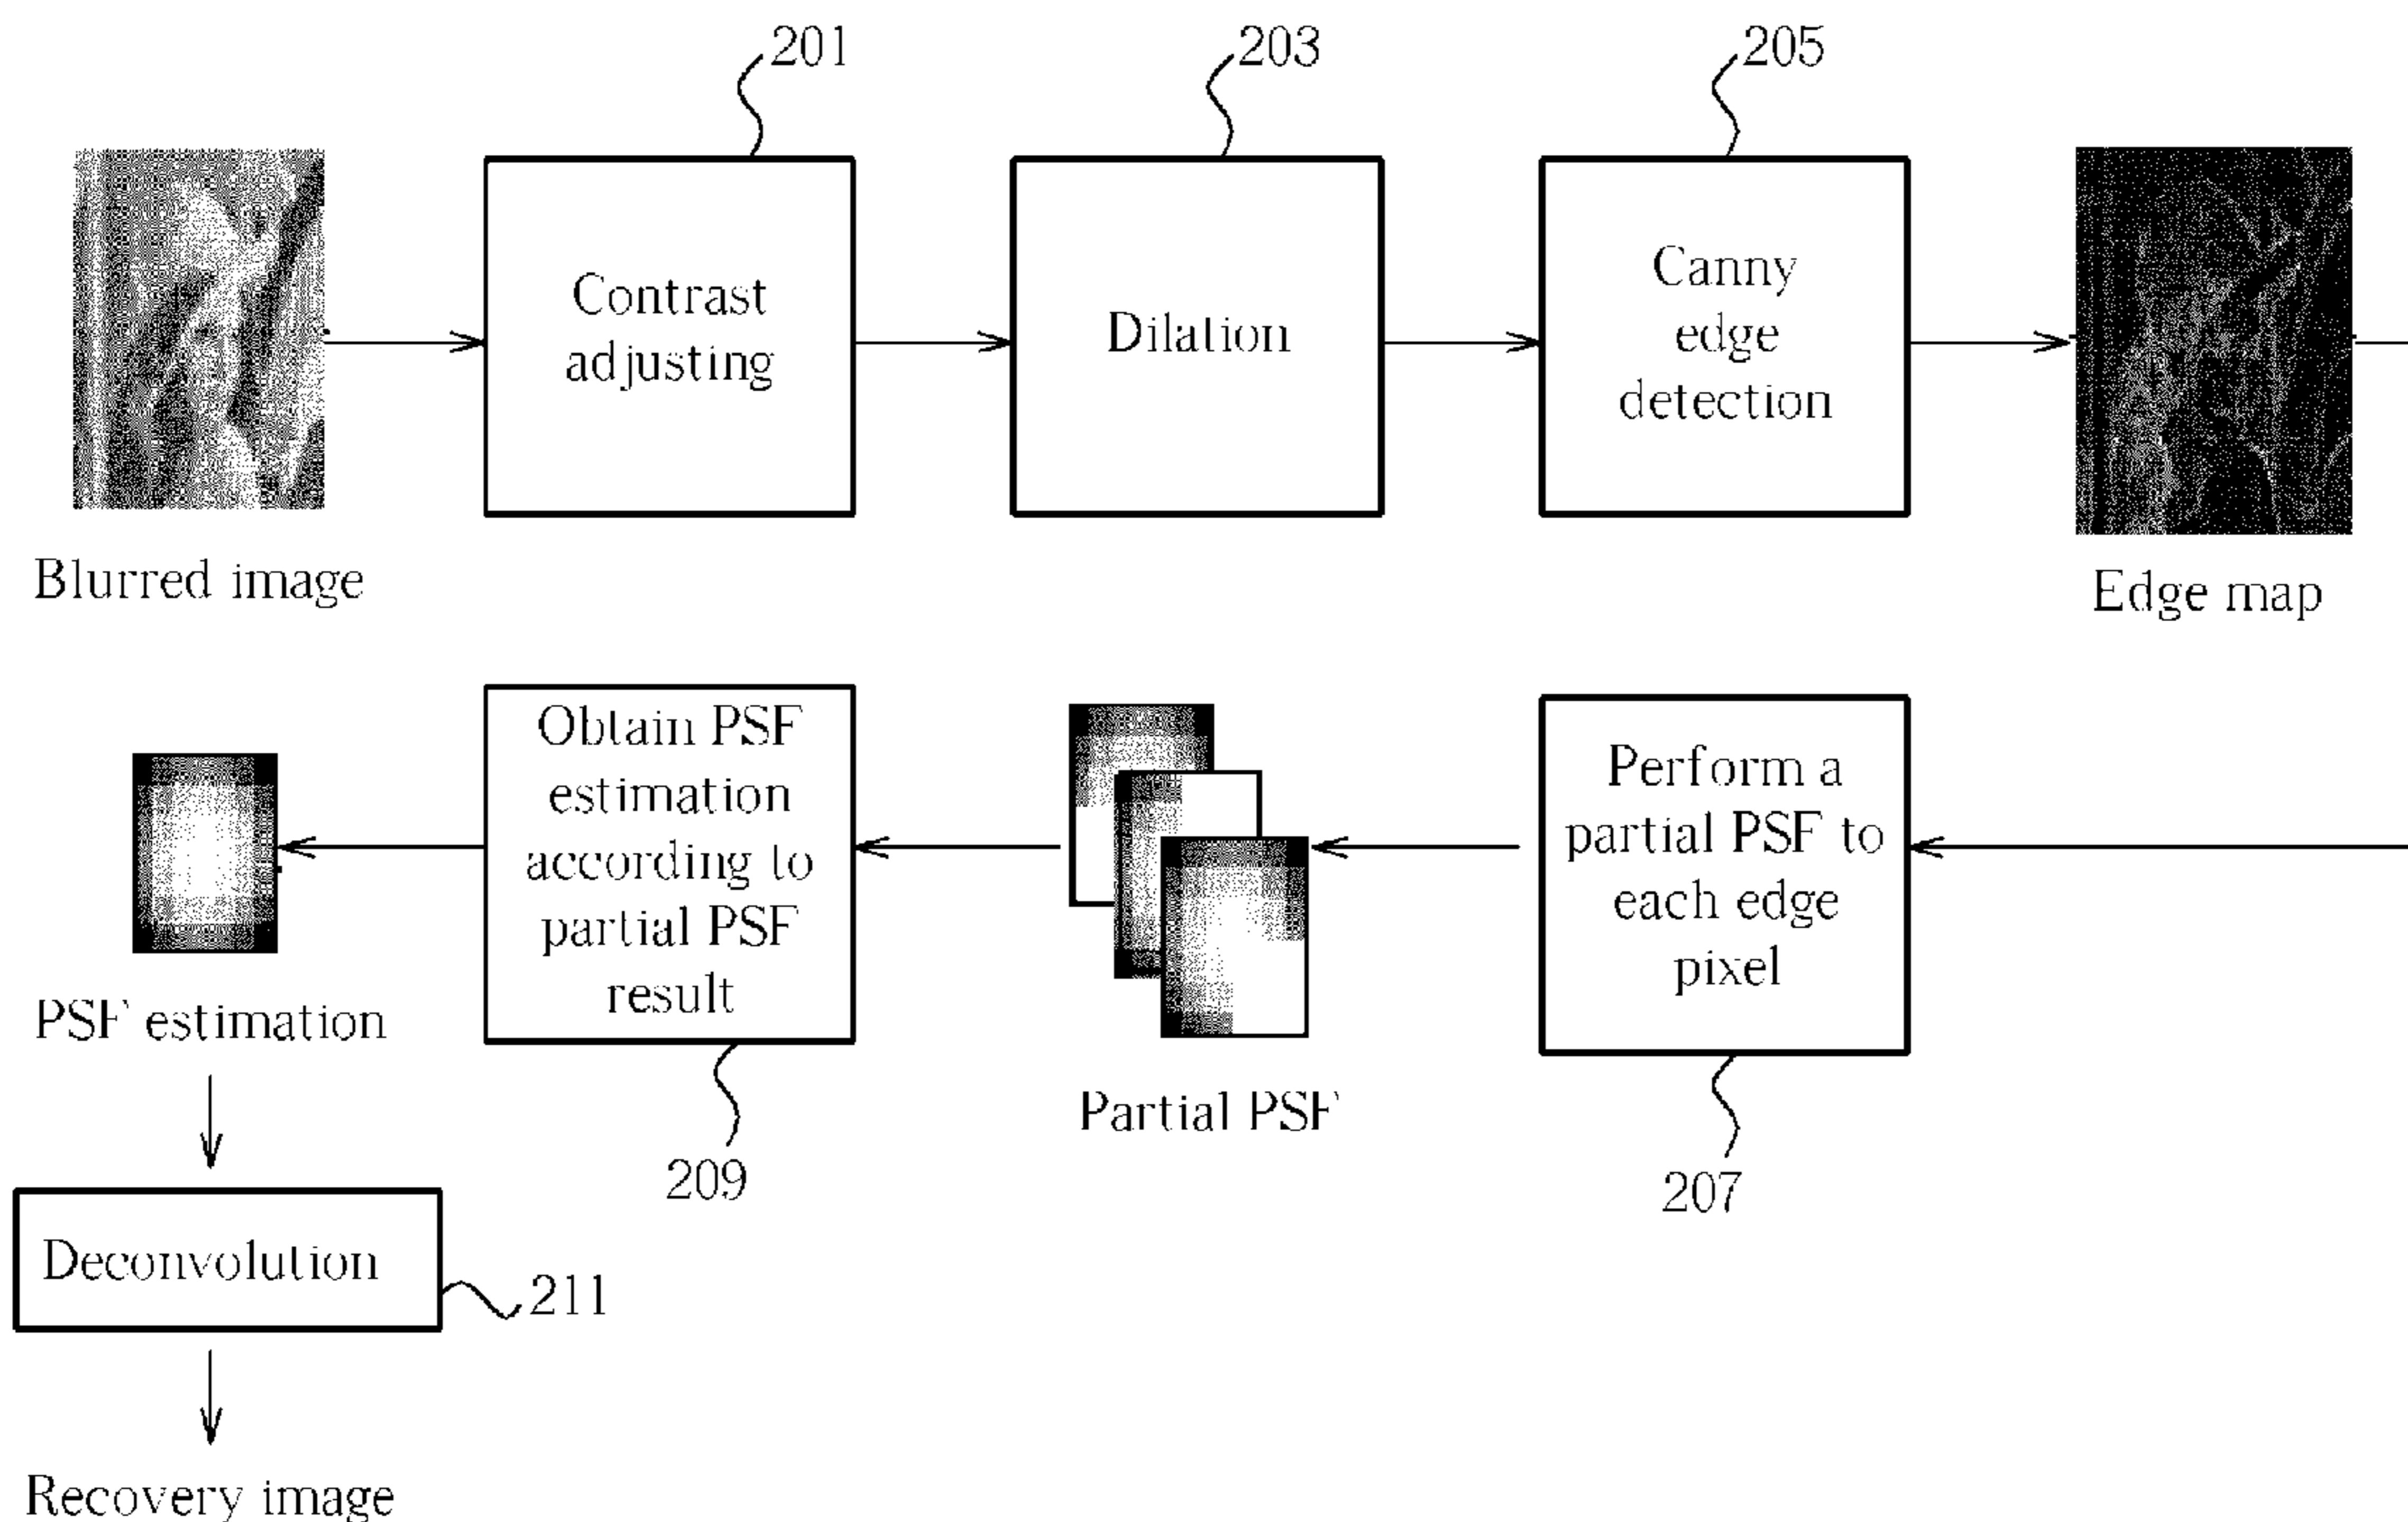 201
203
205
Contrast
adjusting
Dilation
Canny
edge
detection
Blurred image
Edge map
Obtain PSF
estimation
according to
partial PSF
result
Perform a
partial PSF to
each edge
pixel
PSF estimation
Partial PSF
209
207
Deconvolution
211
Recovery image